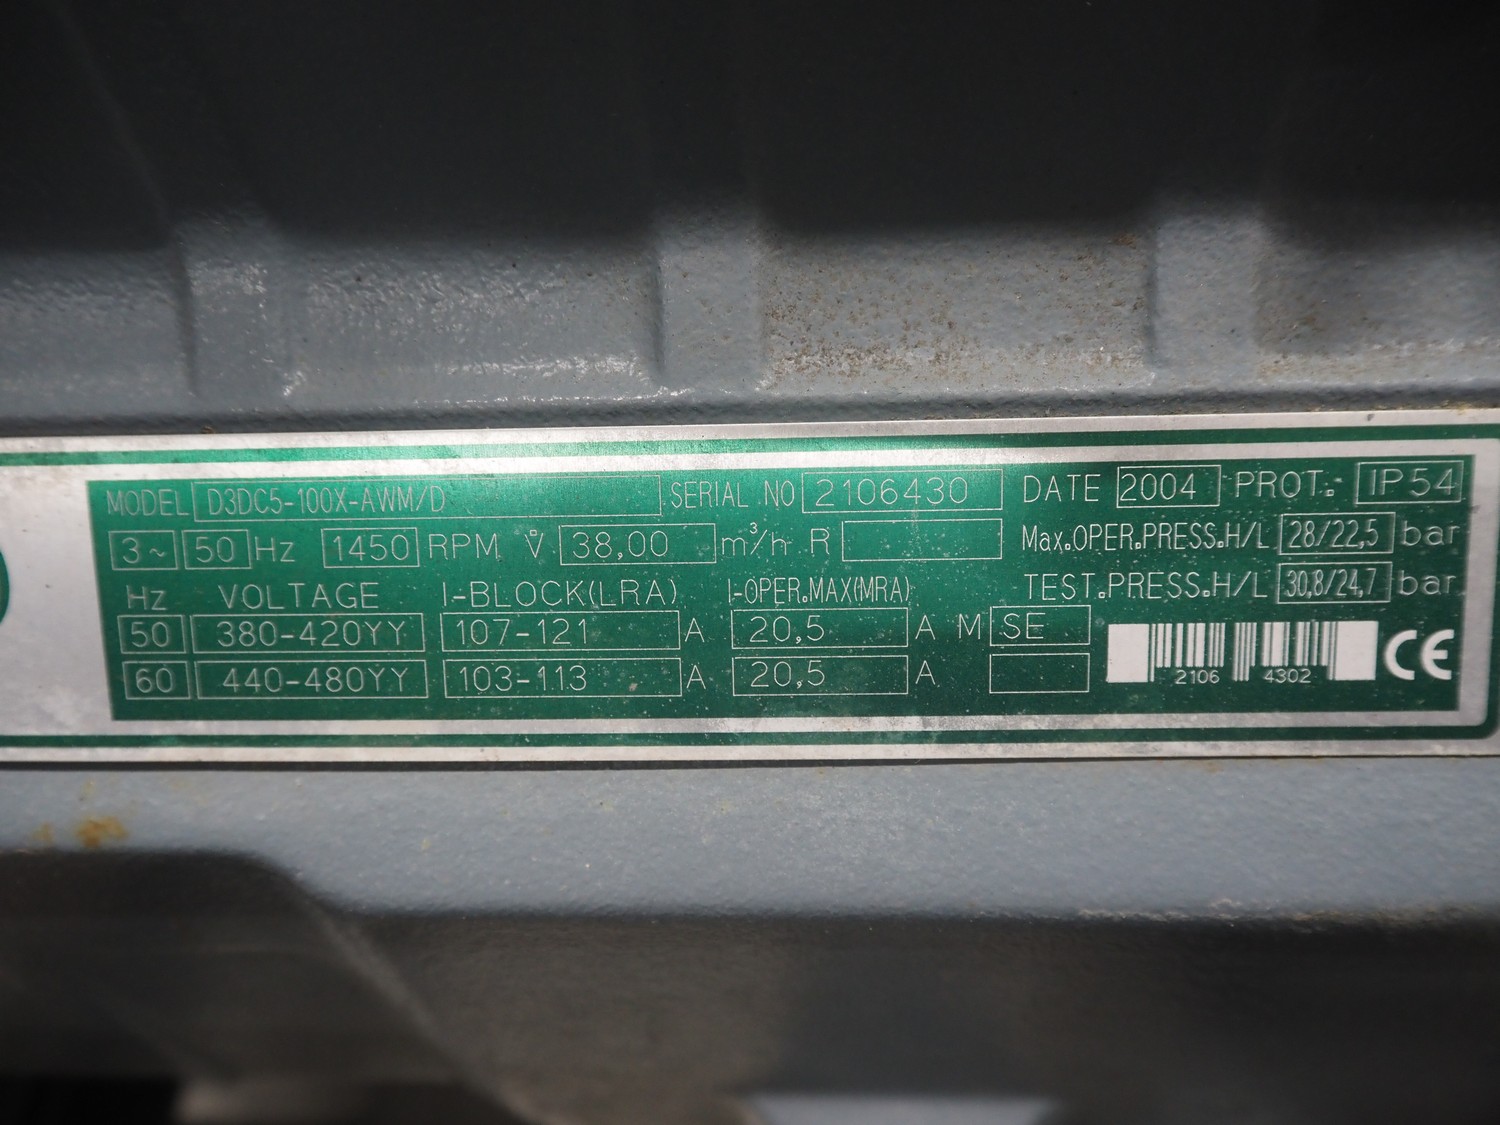 MODEL D3DC5-100X-AWM/D SERIAL NO 2106430 DATE 2004 PROT. IP54
3~ 50 Hz 1450 RPM V̊ 38,00 m³/h R Max.OPER.PRESS.H/L 28/22,5 bar
Hz VOLTAGE I-BLOCK(LRA) I-OPER.MAX(MRA) TEST.PRESS.H/L 30,8/24,7 bar
50 380-420YY 107-121 A 20,5 A M SE
60 440-480YY 103-113 A 20,5 A
2106 4302 CE